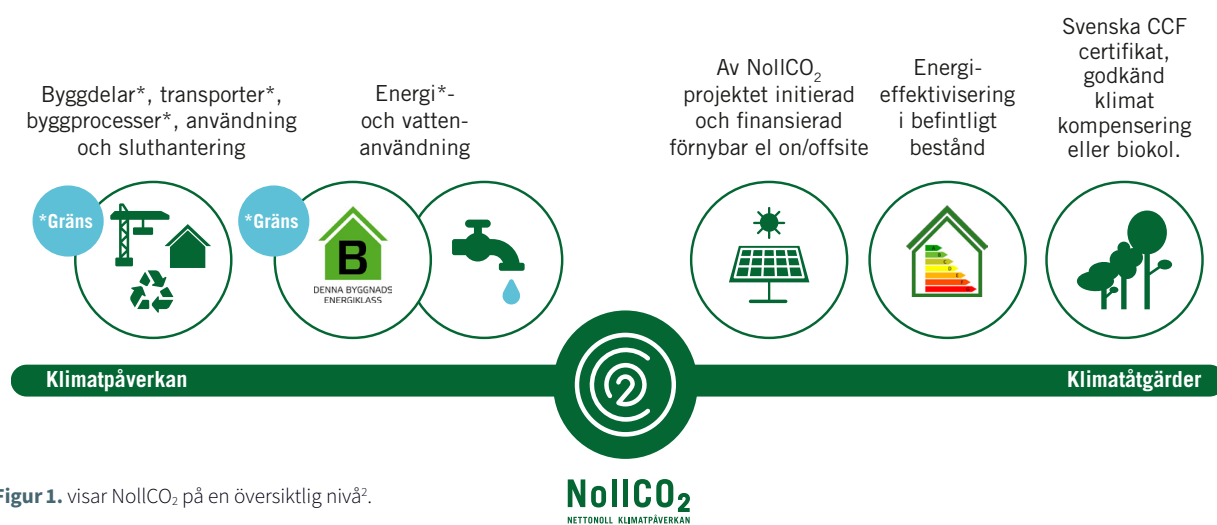 Byggdelar*, transporter*,
byggprocesser*, användning
och sluthantering
Energi*-
och vatten-
användning
Av NollCO₂
projektet initierad
och finansierad
förnybar el on/offsite
Energi-
effektivisering
i befintligt
bestånd
Svenska CCF
certifikat,
godkänd
klimat
kompensering
eller biokol.
*Gräns
*Gräns
B
DENNA BYGGNADS
ENERGIKLASS
Klimatpåverkan
2
Klimatåtgärder
NollCO₂
NETTONOLL KLIMATPÅVERKAN
Figur 1. visar NollCO₂ på en översiktlig nivå².